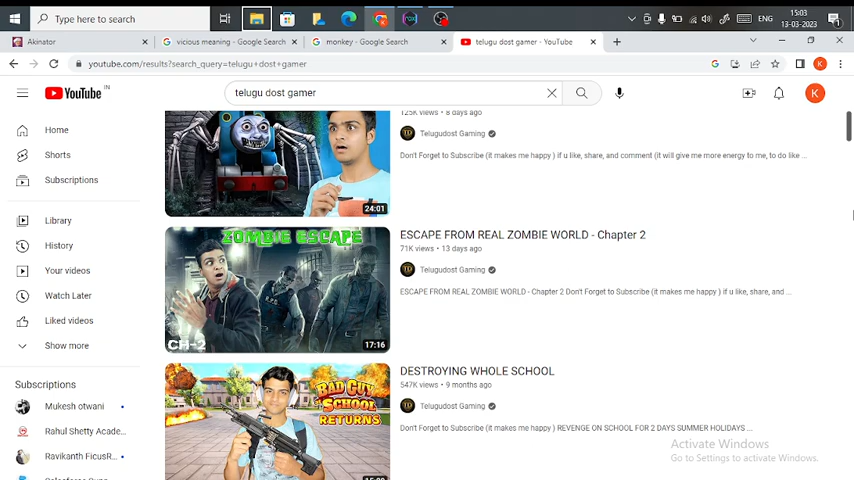 Type here to search
ENG
15:03
13-03-2023
Akinator
vicious meaning - Google Search
monkey - Google Search
telugu dost gamer - YouTube
youtube.com/results?search_query=telugu+dost+gamer
K
YouTube IN
telugu dost gamer
K
Home
Shorts
Subscriptions
Library
History
Your videos
Watch Later
Liked videos
Show more
Subscriptions
Mukesh otwani
Rahul Shetty Acade...
Ravikanth FicusR...
125K views • 8 days ago
Telugudost Gaming
Don't Forget to Subscribe (it makes me happy ) if u like, share, and comment (it will give me more energy to me, to do like ...
24:01
ZOMBIE ESCAPE
CH-2
17:16
ESCAPE FROM REAL ZOMBIE WORLD - Chapter 2
71K views • 13 days ago
Telugudost Gaming
ESCAPE FROM REAL ZOMBIE WORLD - Chapter 2 Don't Forget to Subscribe (it makes me happy ) if u like, share, and ...
BAD GUY
SCHOOL
RETURNS
DESTROYING WHOLE SCHOOL
547K views • 9 months ago
Telugudost Gaming
Don't Forget to Subscribe (it makes me happy ) REVENGE ON SCHOOL FOR 2 DAYS SUMMER HOLIDAYS ...
Activate Windows
Go to Settings to activate Windows.